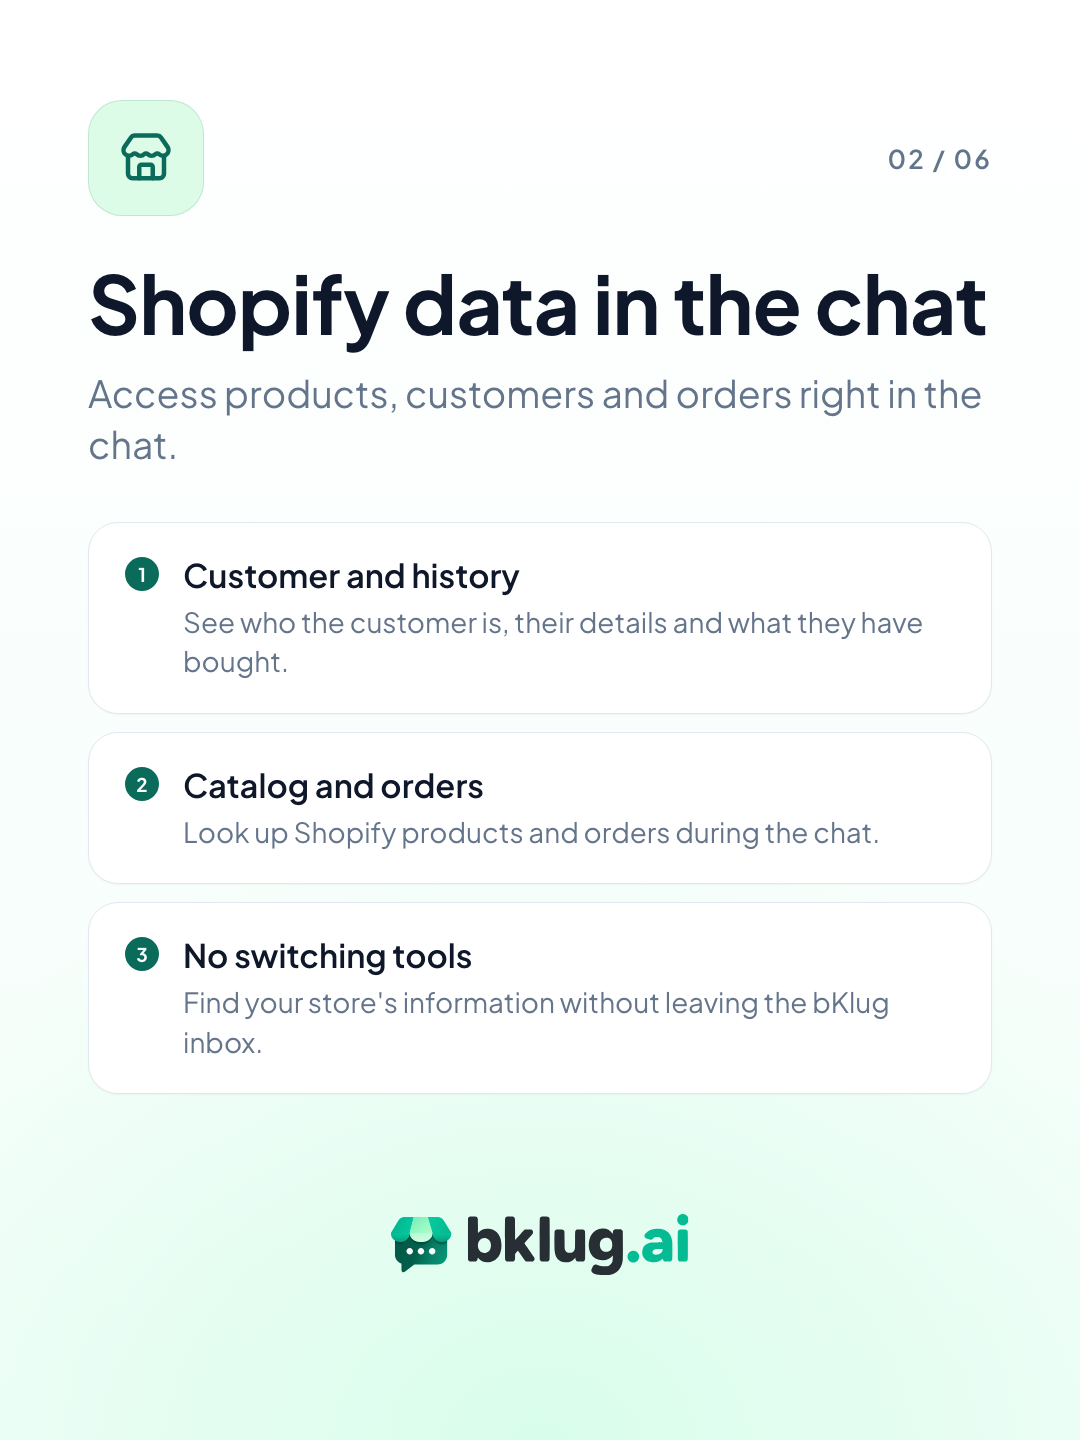 02 / 06
Shopify data in the chat
Access products, customers and orders right in the
chat.
1 Customer and history
See who the customer is, their details and what they have
bought.
2 Catalog and orders
Look up Shopify products and orders during the chat.
3 No switching tools
Find your store's information without leaving the bKlug
inbox.
bklug.ai